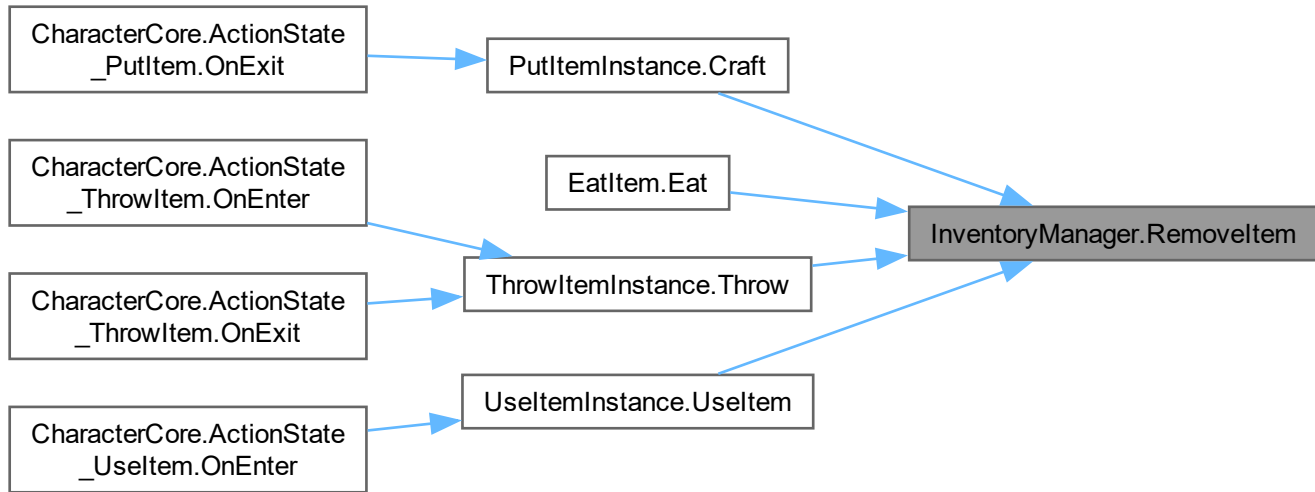 CharacterCore.ActionState
_PutItem.OnExit
PutItemInstance.Craft
CharacterCore.ActionState
_ThrowItem.OnEnter
EatItem.Eat
InventoryManager.RemoveItem
ThrowItemInstance.Throw
CharacterCore.ActionState
_ThrowItem.OnExit
UseItemInstance.UseItem
CharacterCore.ActionState
_UseItem.OnEnter